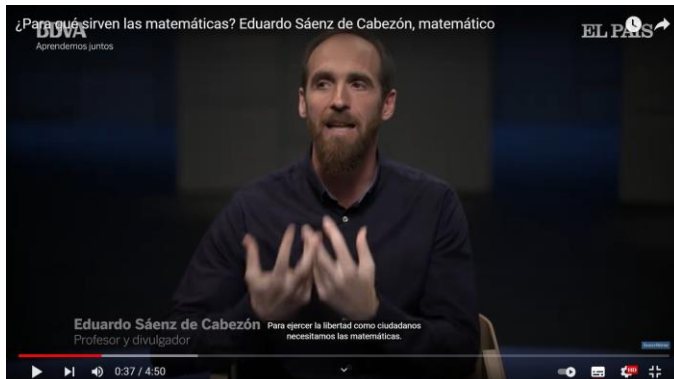 ¿Para qué sirven las matemáticas? Eduardo Sáenz de Cabezón, matemático
BBVA
EL PAÍS
Aprendemos juntos
Eduardo Sáenz de Cabezón
Profesor y divulgador
Para ejercer la libertad como ciudadanos
necesitamos las matemáticas.
0:37 / 4:50
HD